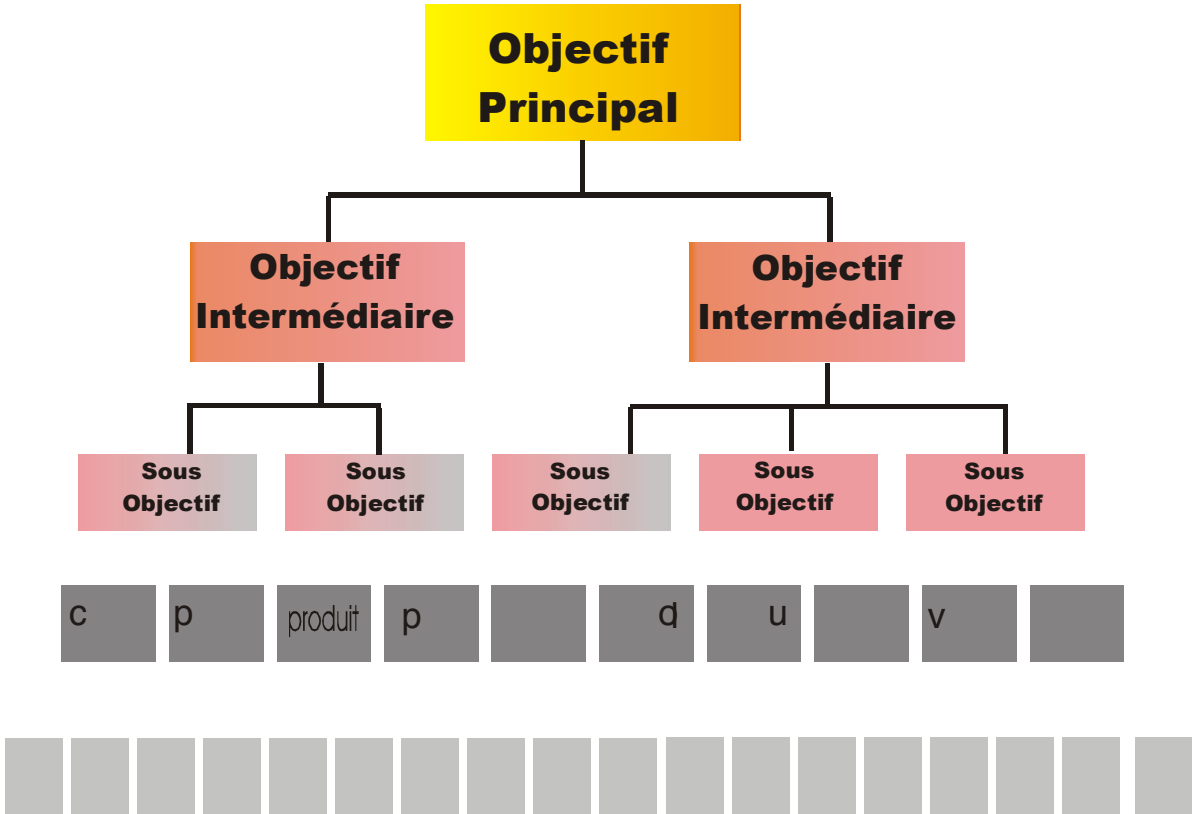 Objectif
Principal
Objectif
Intermédiaire
Objectif
Intermédiaire
Sous
Objectif
Sous
Objectif
Sous
Objectif
Sous
Objectif
Sous
Objectif
c p produit p d u v